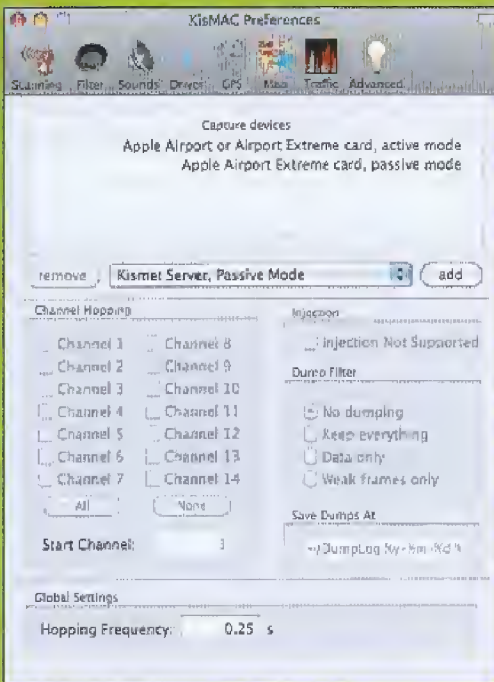 KisMAC Preferences
Scanning Filter Sounds Driver GPS Map Traffic Advanced
Capture devices
Apple Airport or Airport Extreme card, active mode
Apple Airport Extreme card, passive mode
remove Kismet Server, Passive Mode add
Channel Hopping
Channel 1 Channel 8
Channel 2 Channel 9
Channel 3 Channel 10
Channel 4 Channel 11
Channel 5 Channel 12
Channel 6 Channel 13
Channel 7 Channel 14
All None
Start Channel:
Injection
Injection Not Supported
Dump Filter
No dumping
Keep everything
Data only
Weak frames only
Save Dumps At
~/DumpLog %y-%m-%d
Global Settings
Hopping Frequency: 0.25 s